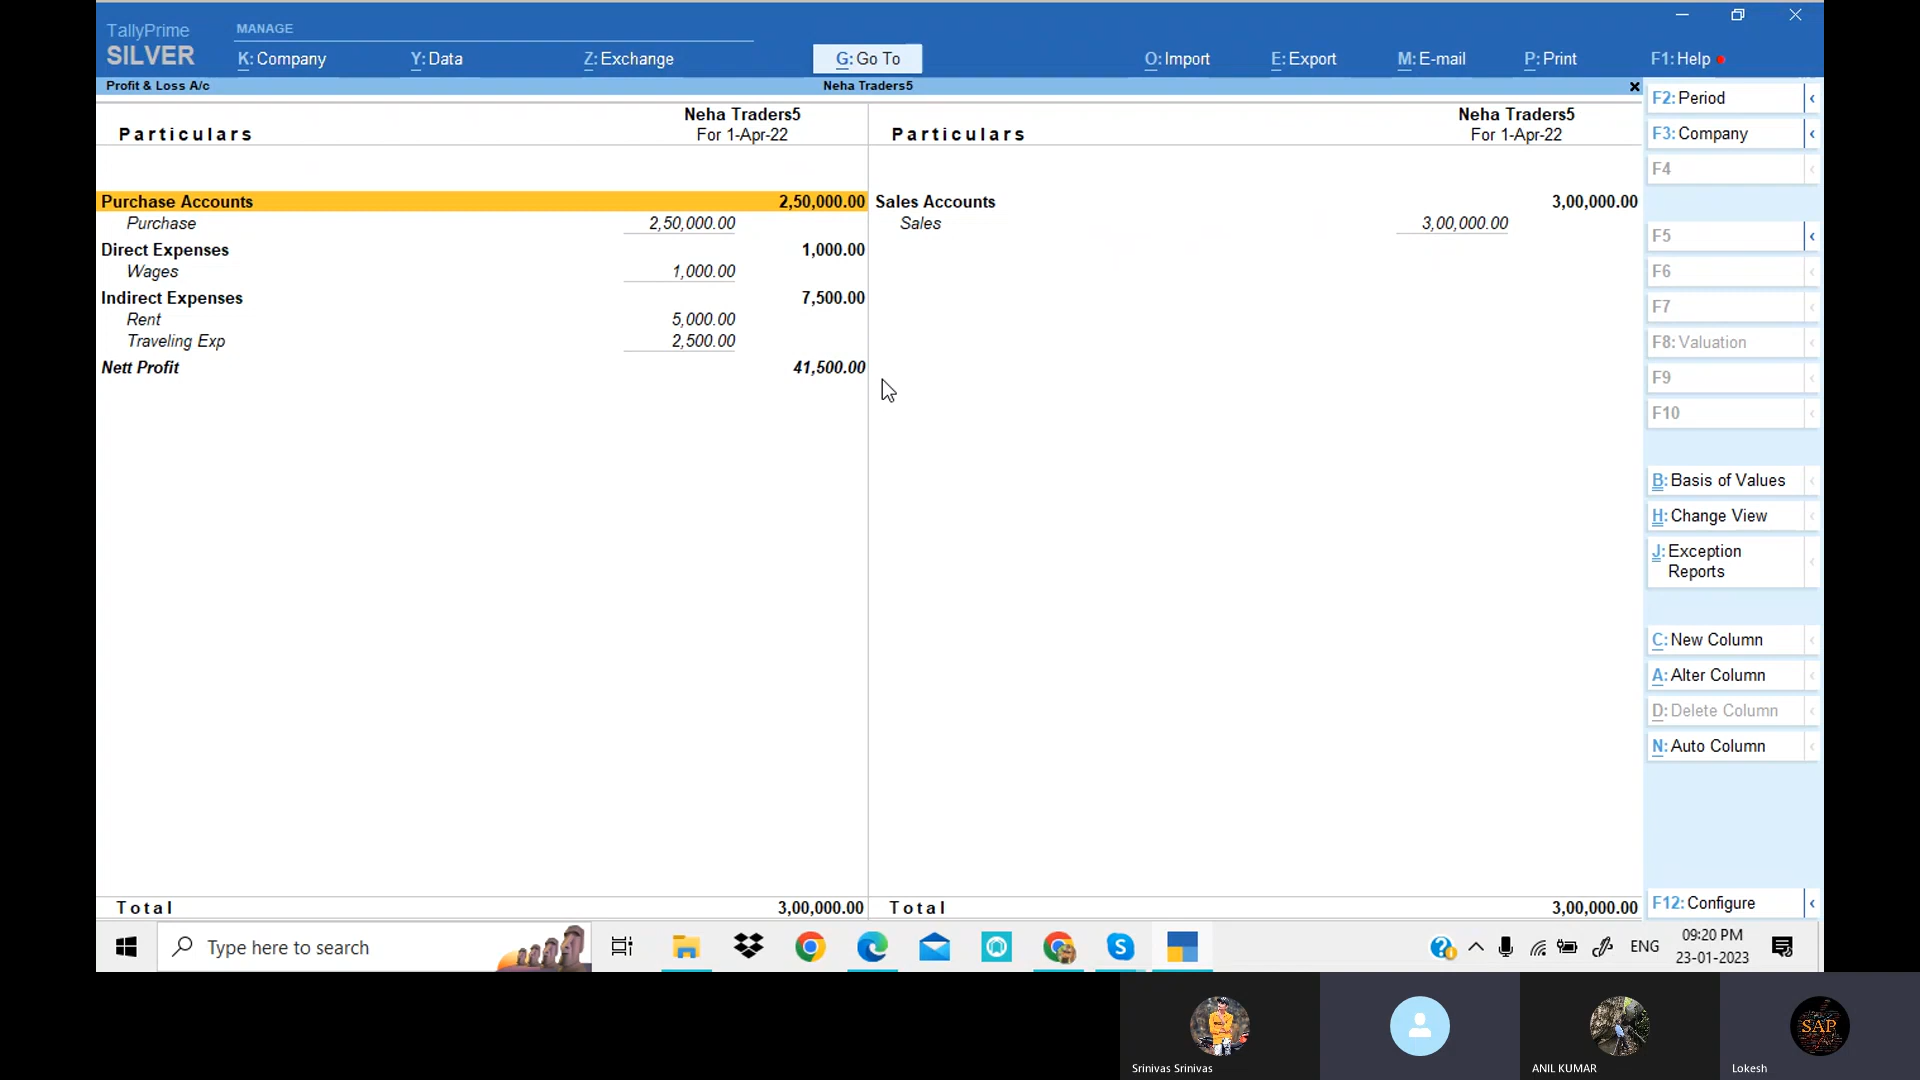 TallyPrime
SILVER
MANAGE
K: Company
Y: Data
Z: Exchange
G: Go To
O: Import
E: Export
M: E-mail
P: Print
F1: Help
Profit & Loss A/c
Neha Traders5
Particulars
Neha Traders5
For 1-Apr-22
Particulars
Neha Traders5
For 1-Apr-22
Purchase Accounts 2,50,000.00
Purchase 2,50,000.00
Direct Expenses 1,000.00
Wages 1,000.00
Indirect Expenses 7,500.00
Rent 5,000.00
Traveling Exp 2,500.00
Nett Profit 41,500.00
Sales Accounts 3,00,000.00
Sales 3,00,000.00
Total 3,00,000.00
Total 3,00,000.00
F2: Period
F3: Company
F4
F5
F6
F7
F8: Valuation
F9
F10
B: Basis of Values
H: Change View
J: Exception
Reports
C: New Column
A: Alter Column
D: Delete Column
N: Auto Column
F12: Configure
Type here to search
ENG
09:20 PM
23-01-2023
Srinivas Srinivas
ANIL KUMAR
SAP
Lokesh